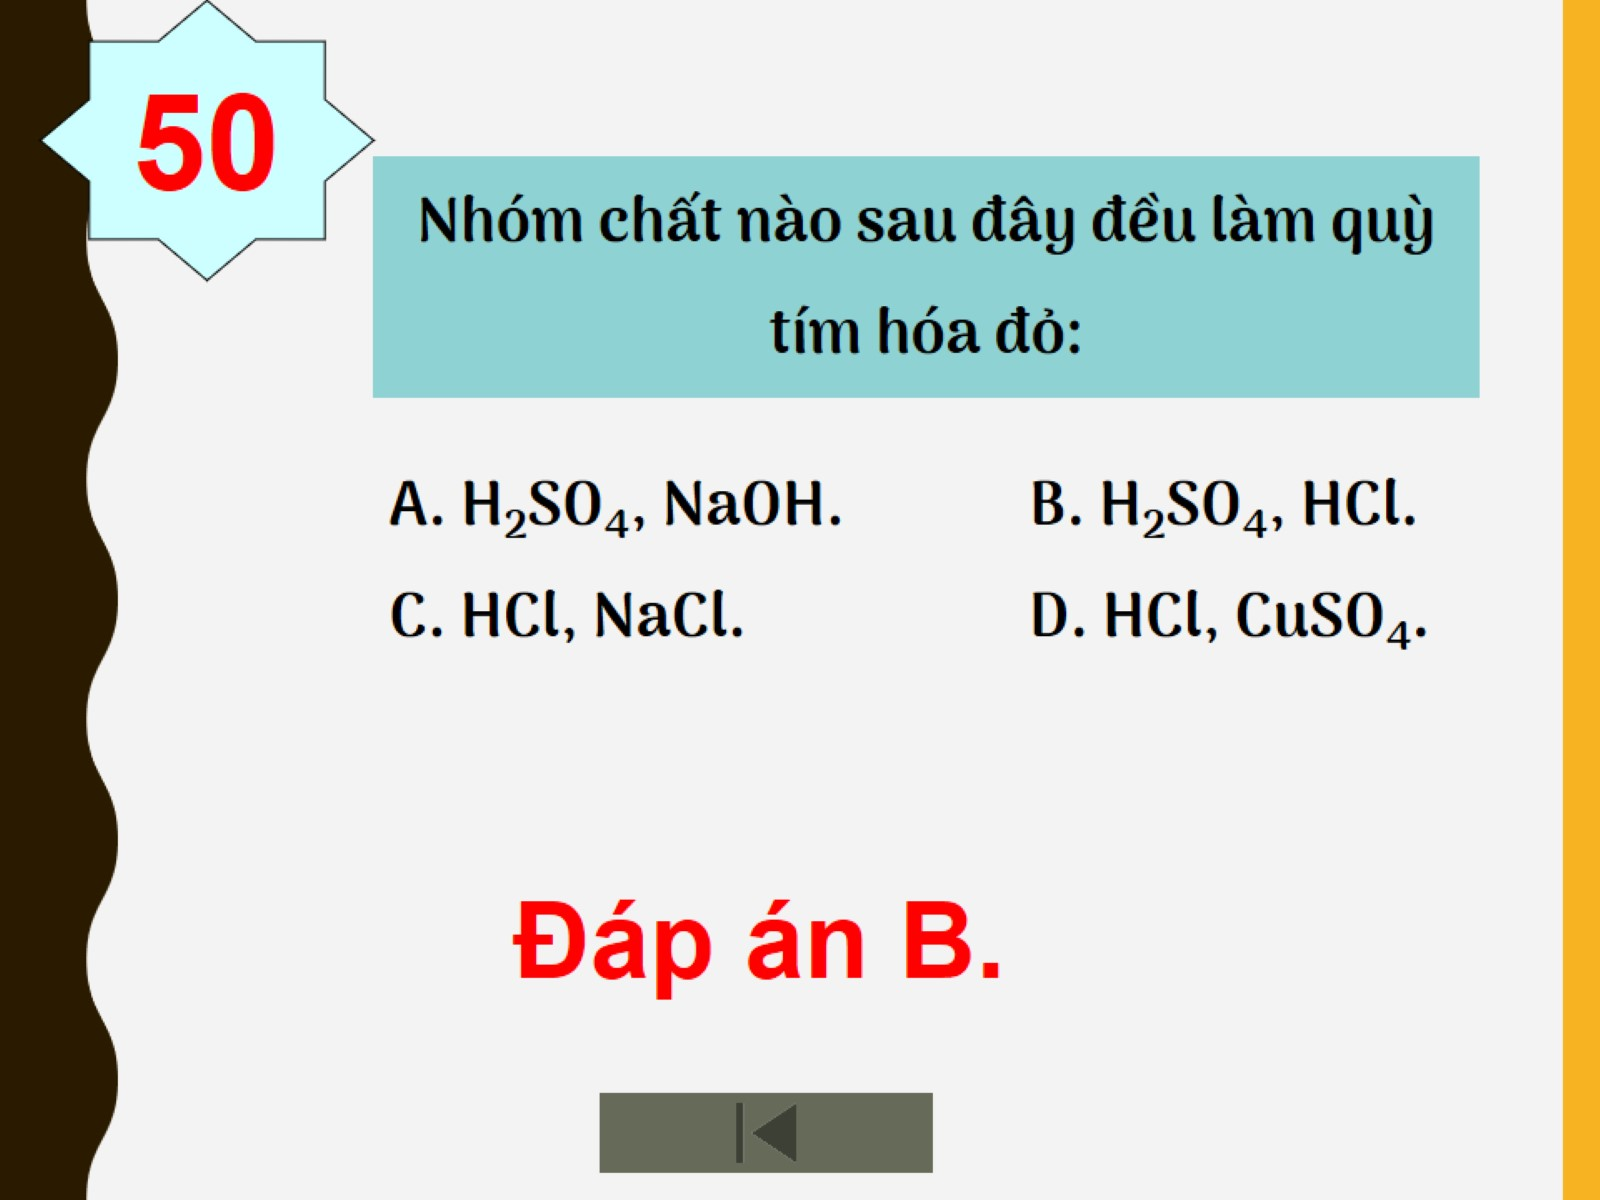 50
Nhóm chất nào sau đây đều làm quỳ
tím hóa đỏ:
A. H₂SO₄, NaOH. B. H₂SO₄, HCl.
C. HCl, NaCl. D. HCl, CuSO₄.
Đáp án B.